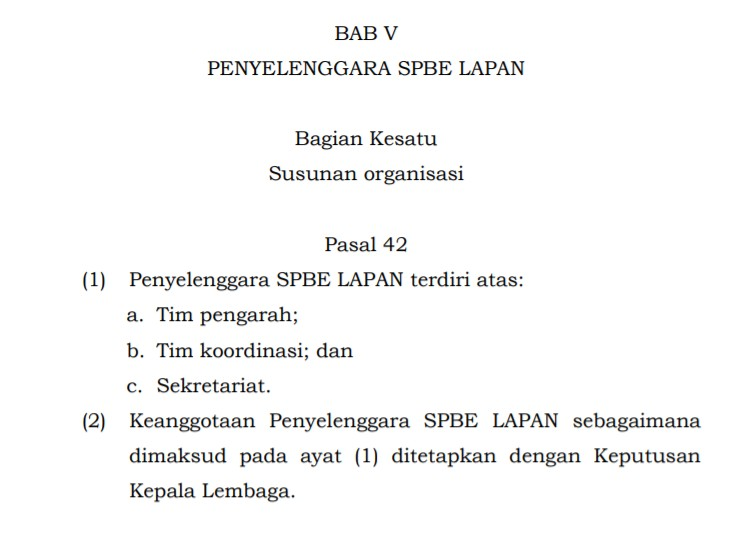 BAB V
PENYELENGGARA SPBE LAPAN
Bagian Kesatu
Susunan organisasi
Pasal 42
(1) Penyelenggara SPBE LAPAN terdiri atas:
a. Tim pengarah;
b. Tim koordinasi; dan
c. Sekretariat.
(2) Keanggotaan Penyelenggara SPBE LAPAN sebagaimana
dimaksud pada ayat (1) ditetapkan dengan Keputusan
Kepala Lembaga.